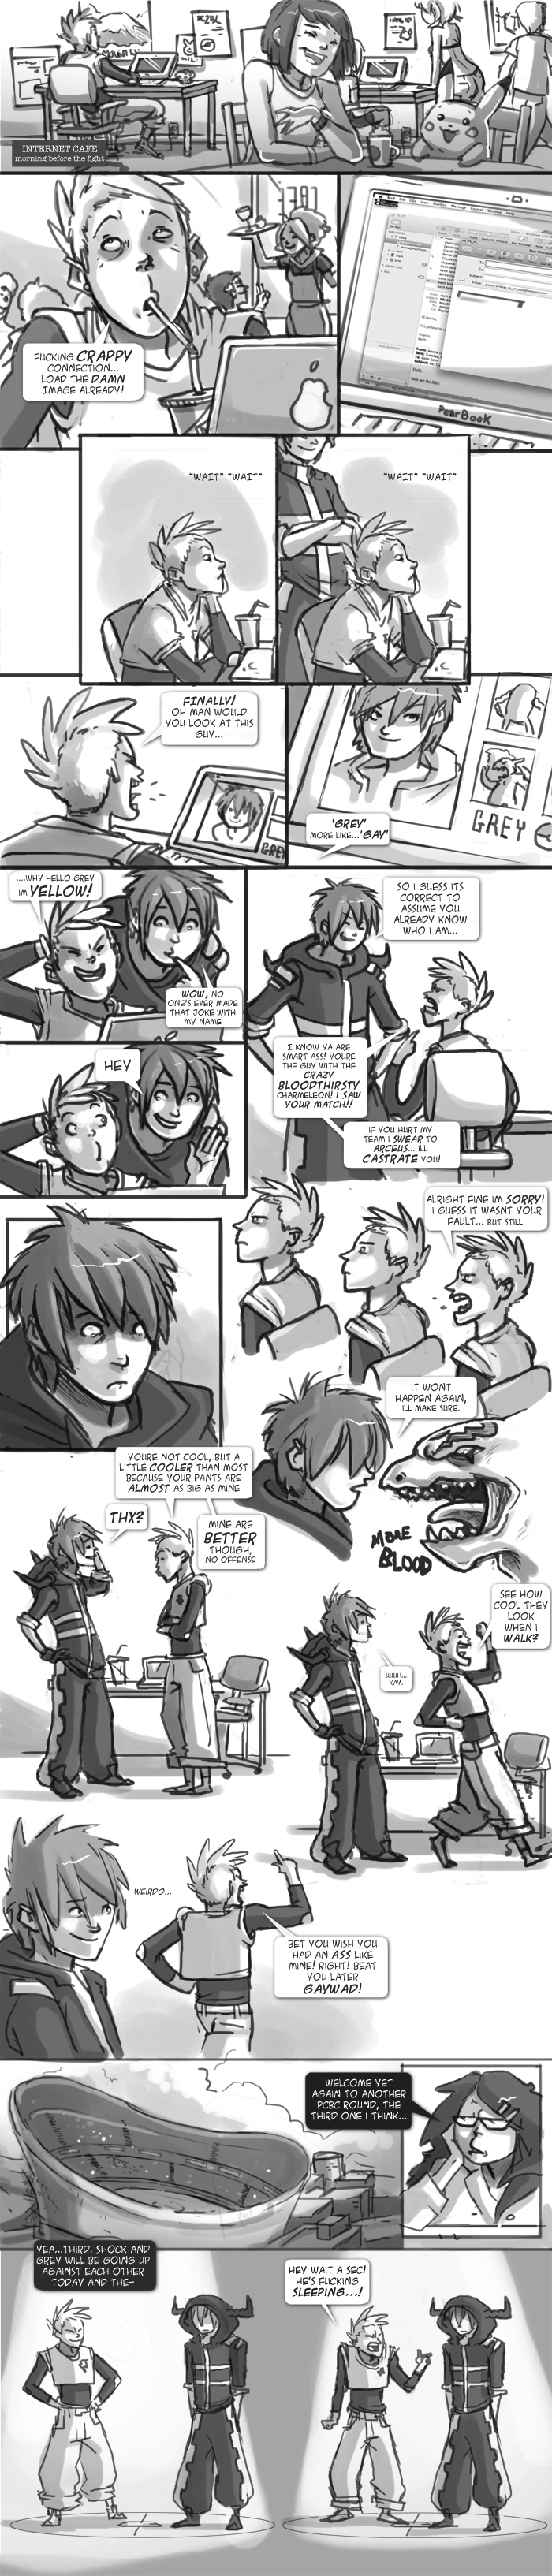 INTERNET CAFE
morning before the fight
FUCKING CRAPPY
CONNECTION...
LOAD THE DAMN
IMAGE ALREADY!
PearBook
"WAIT" "WAIT"
"WAIT" "WAIT"
FINALLY!
OH MAN WOULD
YOU LOOK AT THIS
GUY...
GREY
'GREY'
MORE LIKE...'GAY'
GREY
....WHY HELLO GREY
IM YELLOW!
WOW, NO
ONE'S EVER MADE
THAT JOKE WITH
MY NAME
SO I GUESS ITS
CORRECT TO
ASSUME YOU
ALREADY KNOW
WHO I AM...
I KNOW YA ARE
SMART ASS! YOURE
THE GUY WITH THE
CRAZY
BLOODTHIRSTY
CHARMELEON! I SAW
YOUR MATCH!!
HEY
IF YOU HURT MY
TEAM I SWEAR TO
ARCEUS... ILL
CASTRATE YOU!
ALRIGHT FINE IM SORRY!
I GUESS IT WASNT YOUR
FAULT... BUT STILL
IT WONT
HAPPEN AGAIN,
ILL MAKE SURE.
MORE
BLOOD
YOURE NOT COOL, BUT A
LITTLE COOLER THAN MOST
BECAUSE YOUR PANTS ARE
ALMOST AS BIG AS MINE
THX?
MINE ARE
BETTER
THOUGH,
NO OFFENSE
SEE HOW
COOL THEY
LOOK
WHEN I
WALK?
KAY.
WEIRDO...
BET YOU WISH YOU
HAD AN ASS LIKE
MINE! RIGHT! BEAT
YOU LATER
GAYWAD!
WELCOME YET
AGAIN TO ANOTHER
PCBC ROUND, THE
THIRD ONE I THINK...
YEA...THIRD. SHOCK AND
GREY WILL BE GOING UP
AGAINST EACH OTHER
TODAY AND THE-
HEY WAIT A SEC!
HE'S FUCKING
SLEEPING...!